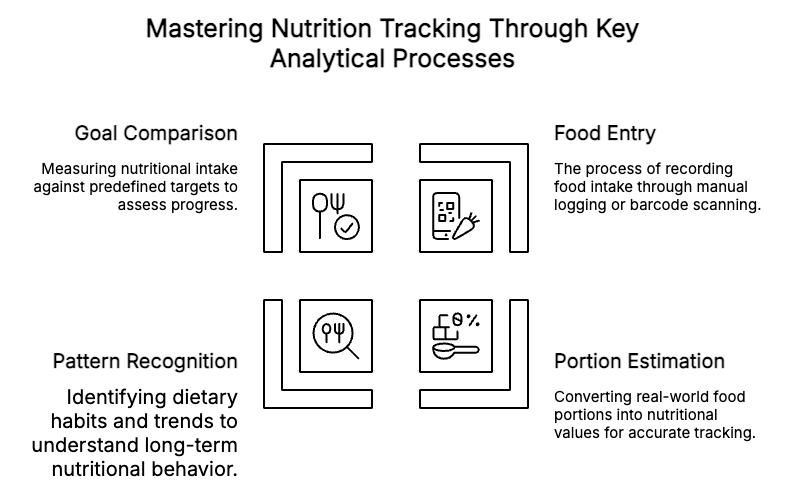 Mastering Nutrition Tracking Through Key
Analytical Processes
Goal Comparison
Measuring nutritional intake
against predefined targets to
assess progress.
Food Entry
The process of recording
food intake through manual
logging or barcode scanning.
0%
Pattern Recognition
Identifying dietary
habits and trends to
understand long-term
nutritional behavior.
Portion Estimation
Converting real-world food
portions into nutritional
values for accurate tracking.